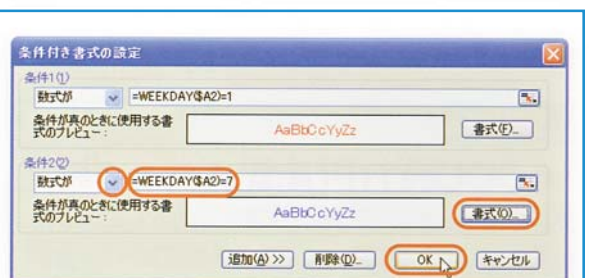 条件付き書式の設定
条件1(1)
数式が =WEEKDAY($A2)=1
条件が真のときに使用する書
式のプレビュー: AaBbCcYyZz 書式(F)...
条件2(2)
数式が =WEEKDAY($A2)=7
条件が真のときに使用する書
式のプレビュー: AaBbCcYyZz 書式(O)...
追加(A) >> 削除(D)... OK キャンセル